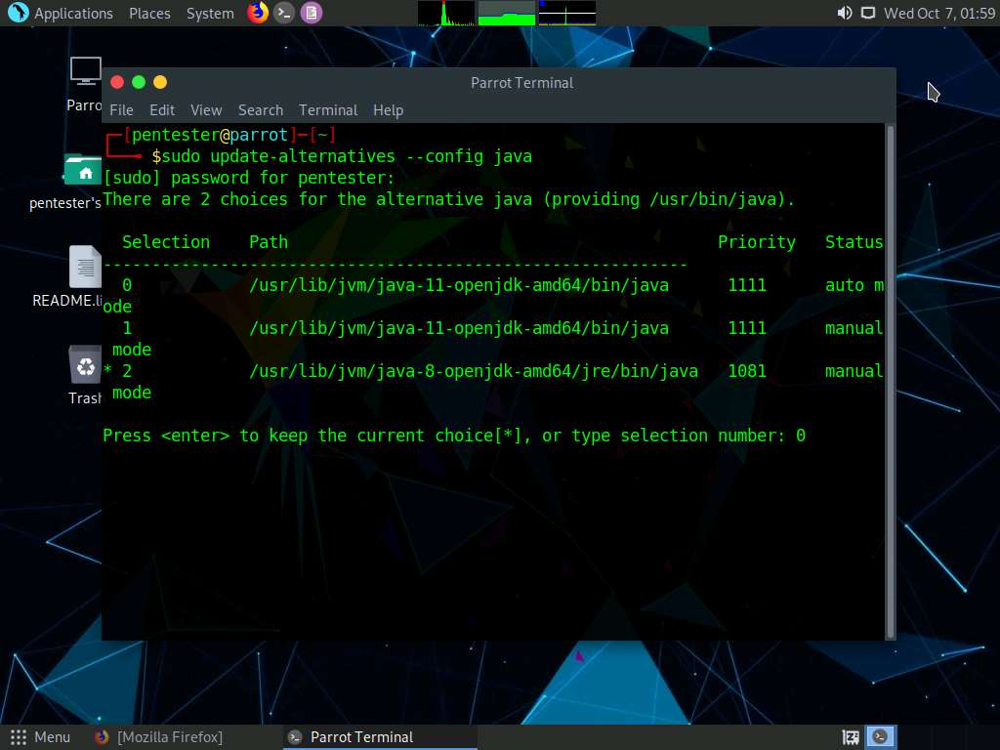 Applications Places System Wed Oct 7, 01:59
Parrot Terminal
File Edit View Search Terminal Help
Parro
pentester's
README.li
Trash
┌─[pentester@parrot]─[~]
└──╼ $sudo update-alternatives --config java
[sudo] password for pentester:
There are 2 choices for the alternative java (providing /usr/bin/java).
Selection Path Priority Status
------------------------------------------------------------
0 /usr/lib/jvm/java-11-openjdk-amd64/bin/java 1111 auto m
ode
1 /usr/lib/jvm/java-11-openjdk-amd64/bin/java 1111 manual
mode
* 2 /usr/lib/jvm/java-8-openjdk-amd64/jre/bin/java 1081 manual
mode
Press <enter> to keep the current choice[*], or type selection number: 0
Menu [Mozilla Firefox] Parrot Terminal